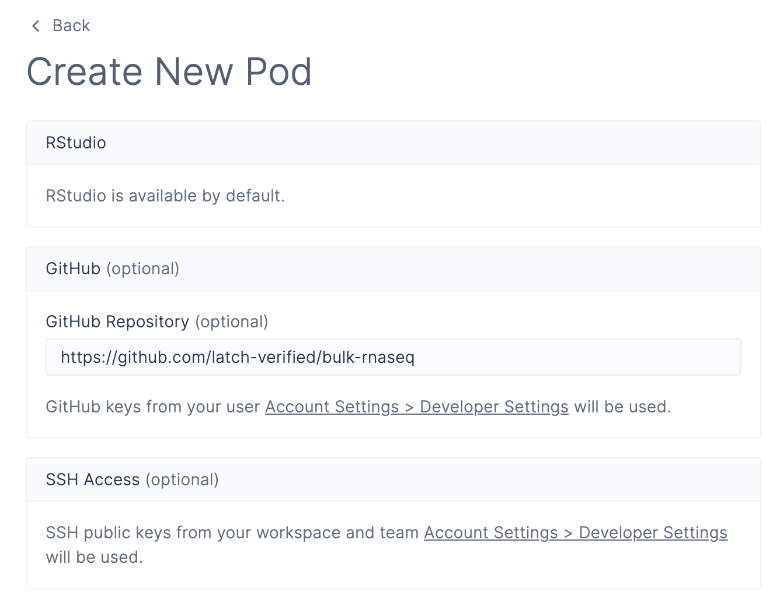 Back
Create New Pod
RStudio
RStudio is available by default.
GitHub (optional)
GitHub Repository (optional)
https://github.com/latch-verified/bulk-rnaseq
GitHub keys from your user Account Settings > Developer Settings will be used.
SSH Access (optional)
SSH public keys from your workspace and team Account Settings > Developer Settings
will be used.